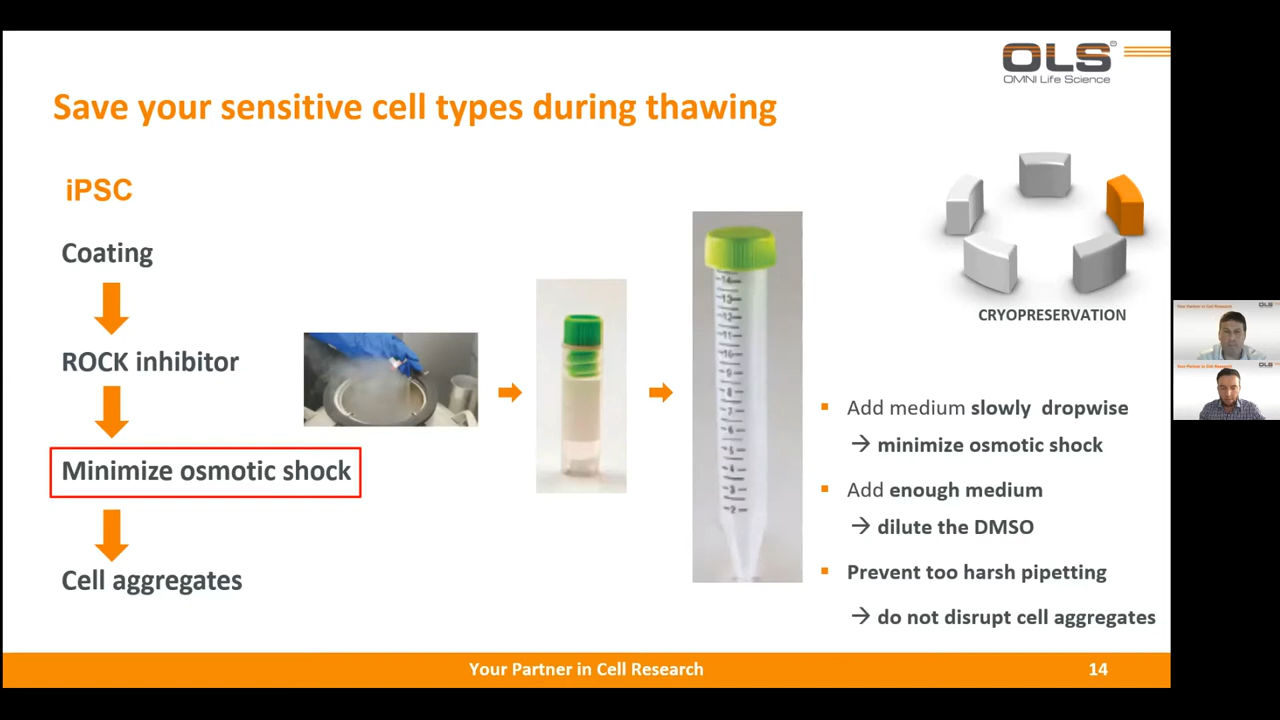 OLS
OMNI Life Science
Save your sensitive cell types during thawing
iPSC
Coating
ROCK inhibitor
Minimize osmotic shock
Cell aggregates
CRYOPRESERVATION
▪ Add medium slowly dropwise
→ minimize osmotic shock
▪ Add enough medium
→ dilute the DMSO
▪ Prevent too harsh pipetting
→ do not disrupt cell aggregates
Your Partner in Cell Research
14